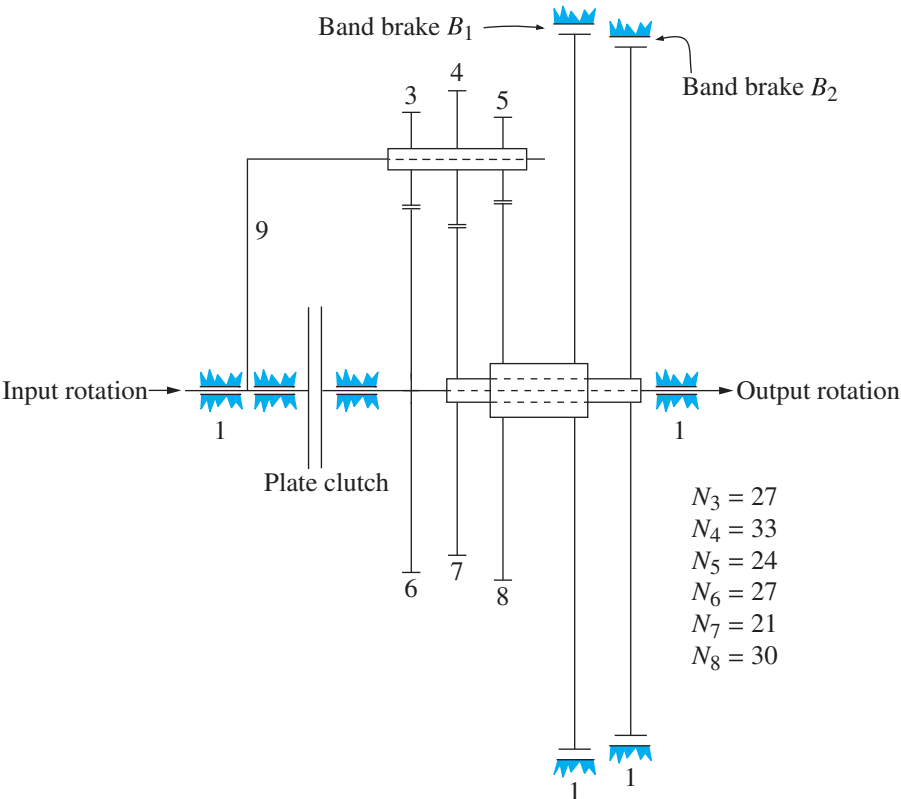 Band brake B1
Band brake B2
3
4
5
9
Input rotation
Output rotation
1
1
Plate clutch
N3 = 27
N4 = 33
N5 = 24
N6 = 27
N7 = 21
N8 = 30
6
7
8
1
1